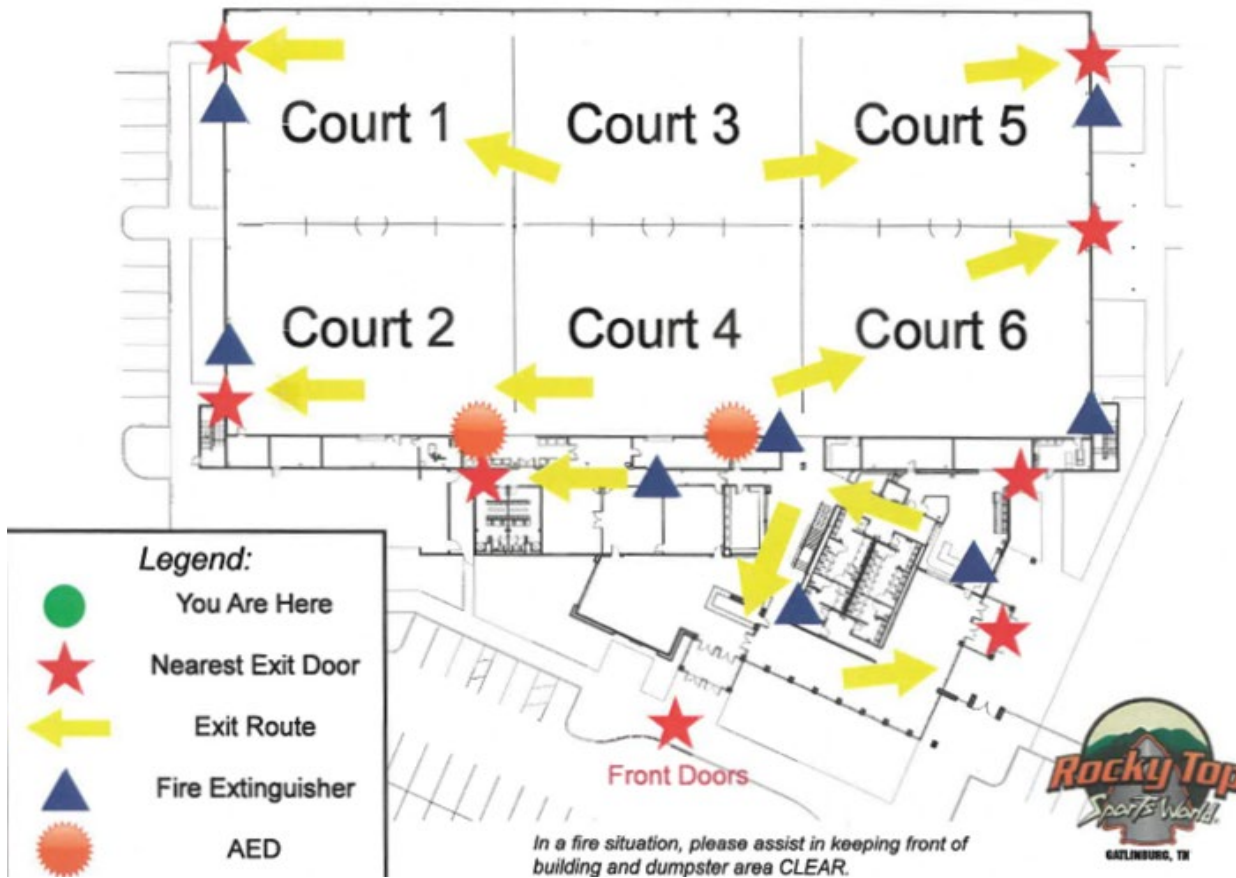 Court 1
Court 3
Court 5
Court 2
Court 4
Court 6
Legend:
You Are Here
Nearest Exit Door
Exit Route
Fire Extinguisher
AED
Front Doors
In a fire situation, please assist in keeping front of
building and dumpster area CLEAR.
Rocky Top
Sports World
GATLINBURG, TN